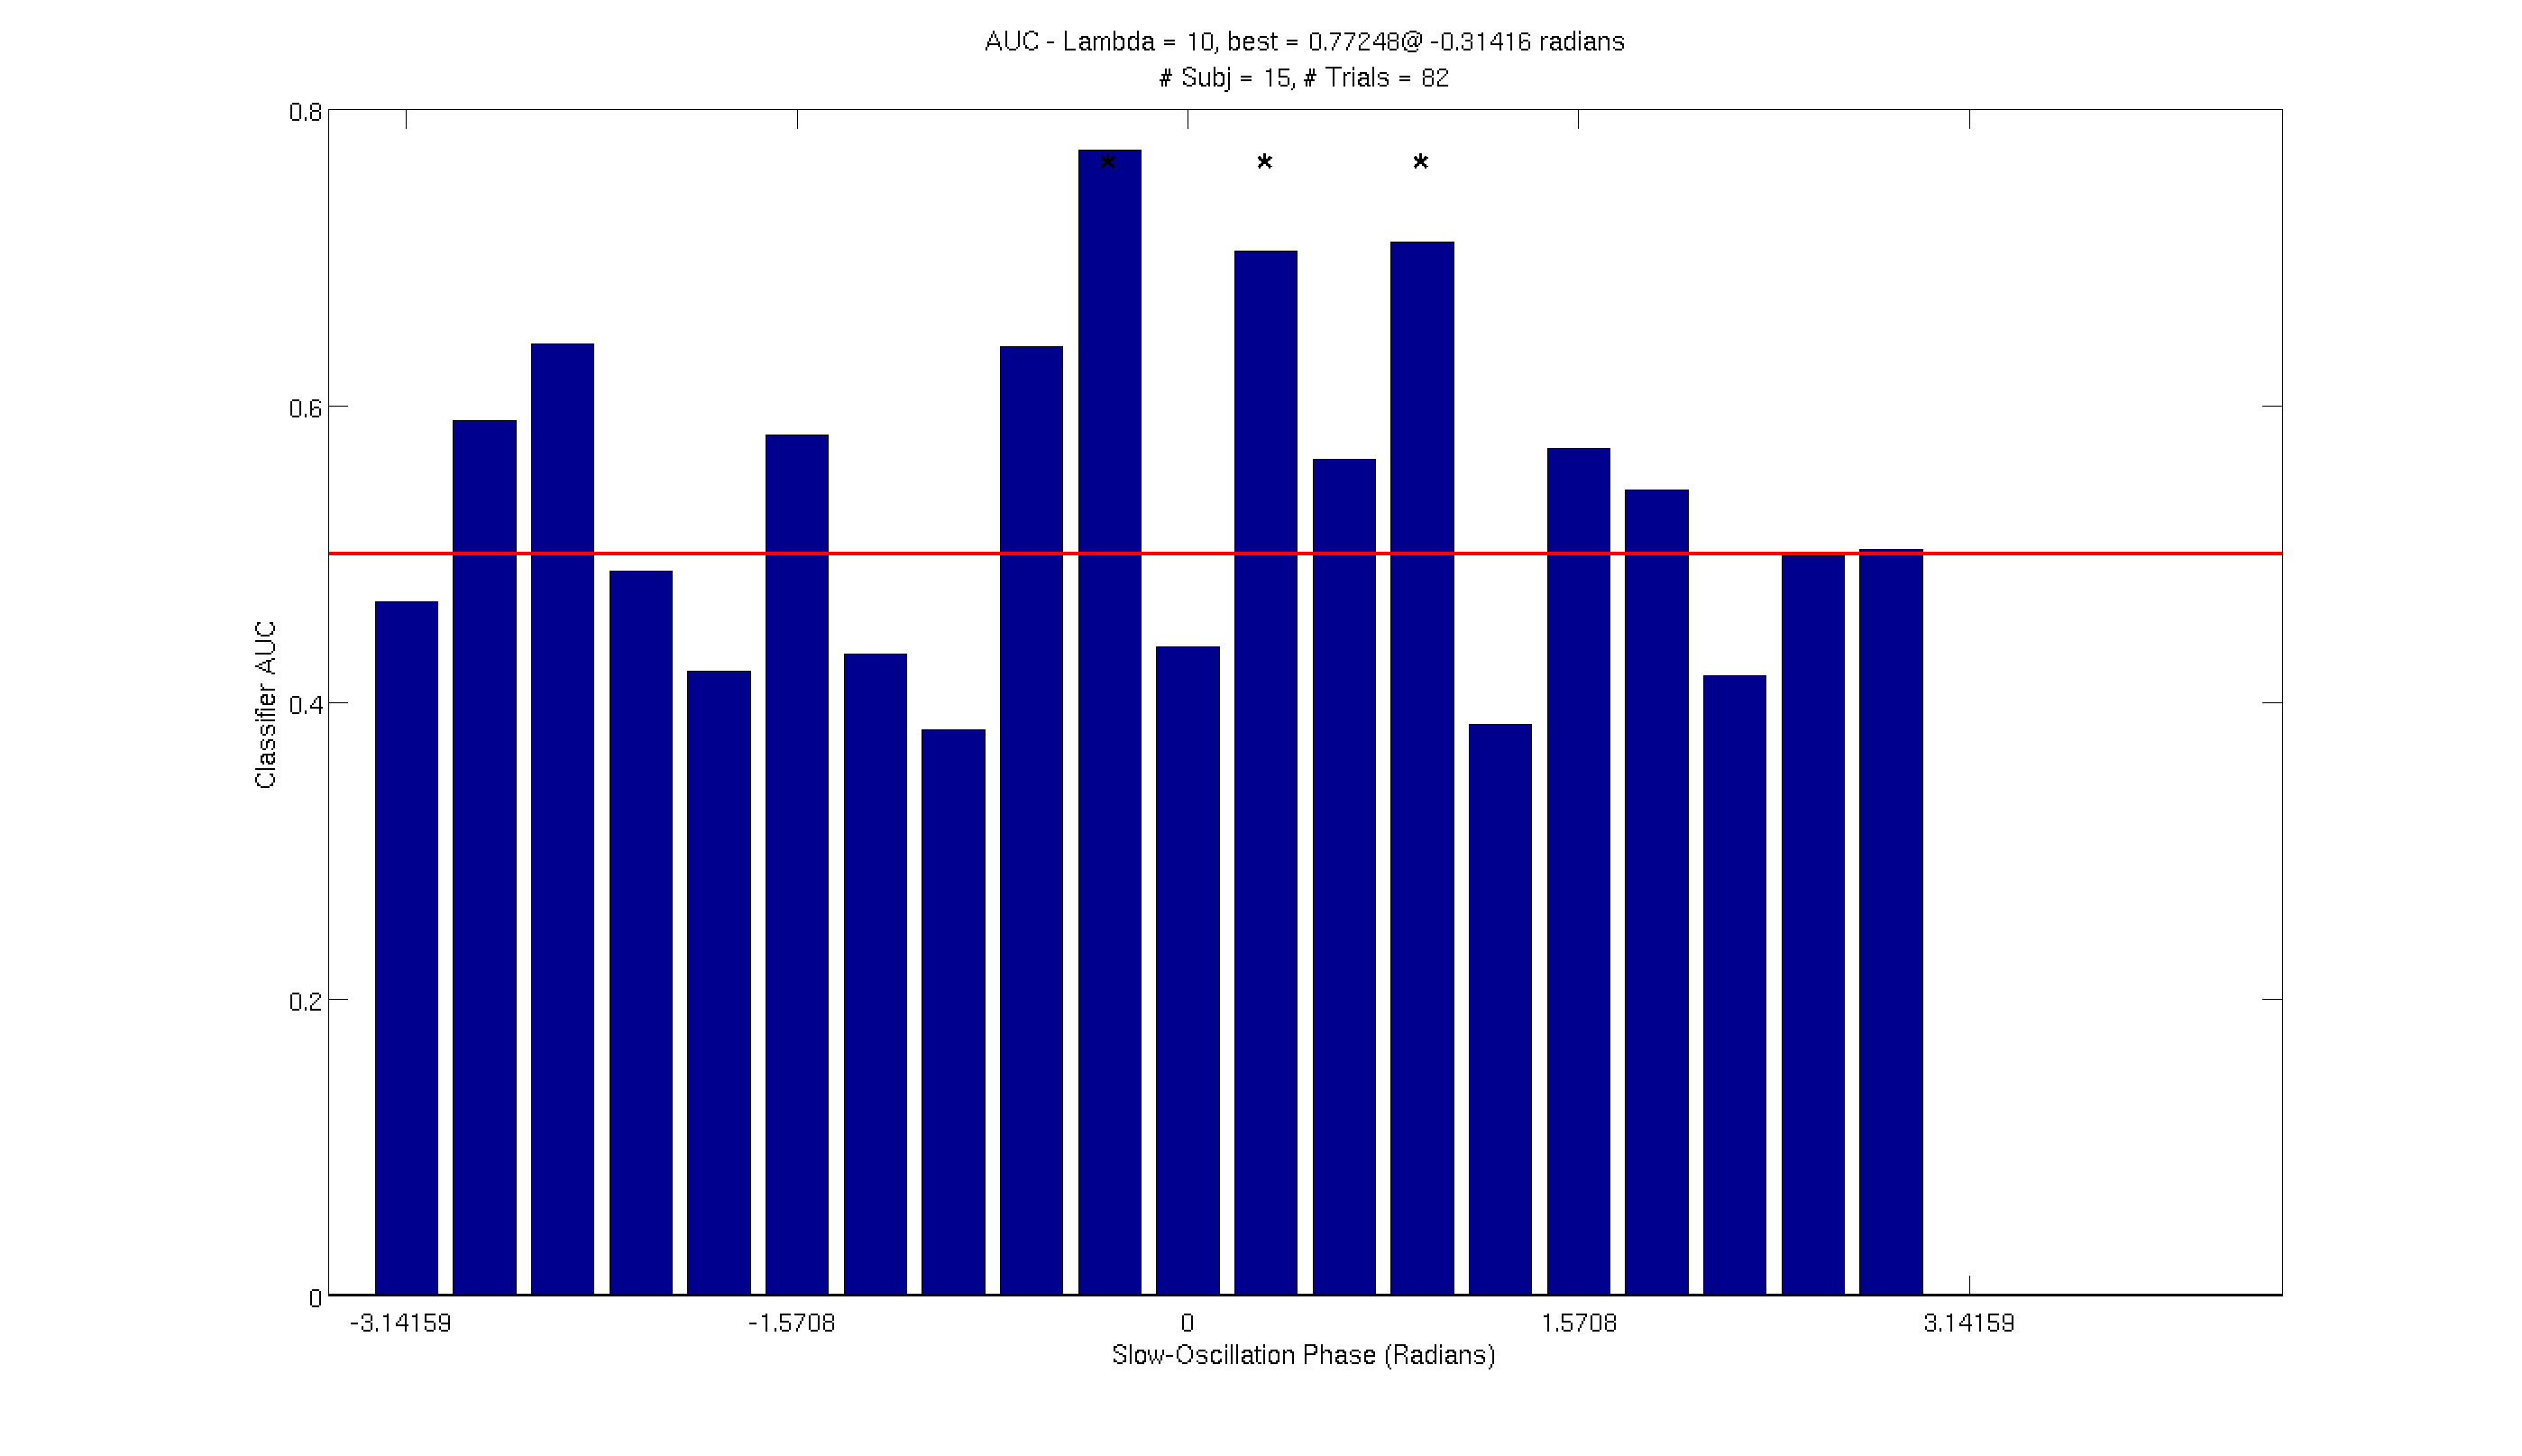 AUC - Lambda = 10, best = 0.77248@ -0.31416 radians
# Subj = 15, # Trials = 82
0.8
0.6
0.4
0.2
0
Classifier AUC
* * *
-3.14159 -1.5708 0 1.5708 3.14159
Slow-Oscillation Phase (Radians)